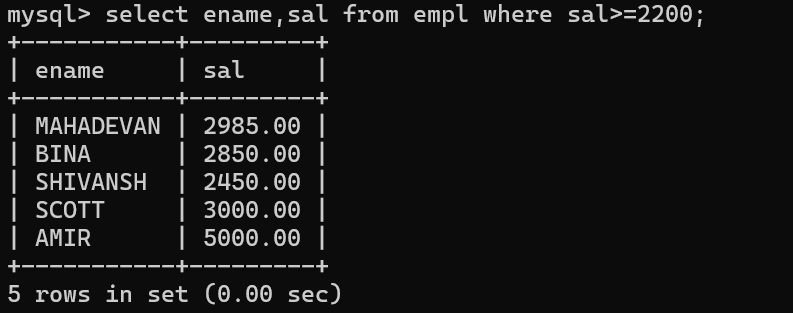 mysql> select ename,sal from empl where sal>=2200;
+-----------+---------+
| ename     | sal     |
+-----------+---------+
| MAHADEVAN | 2985.00 |
| BINA      | 2850.00 |
| SHIVANSH  | 2450.00 |
| SCOTT     | 3000.00 |
| AMIR      | 5000.00 |
+-----------+---------+
5 rows in set (0.00 sec)